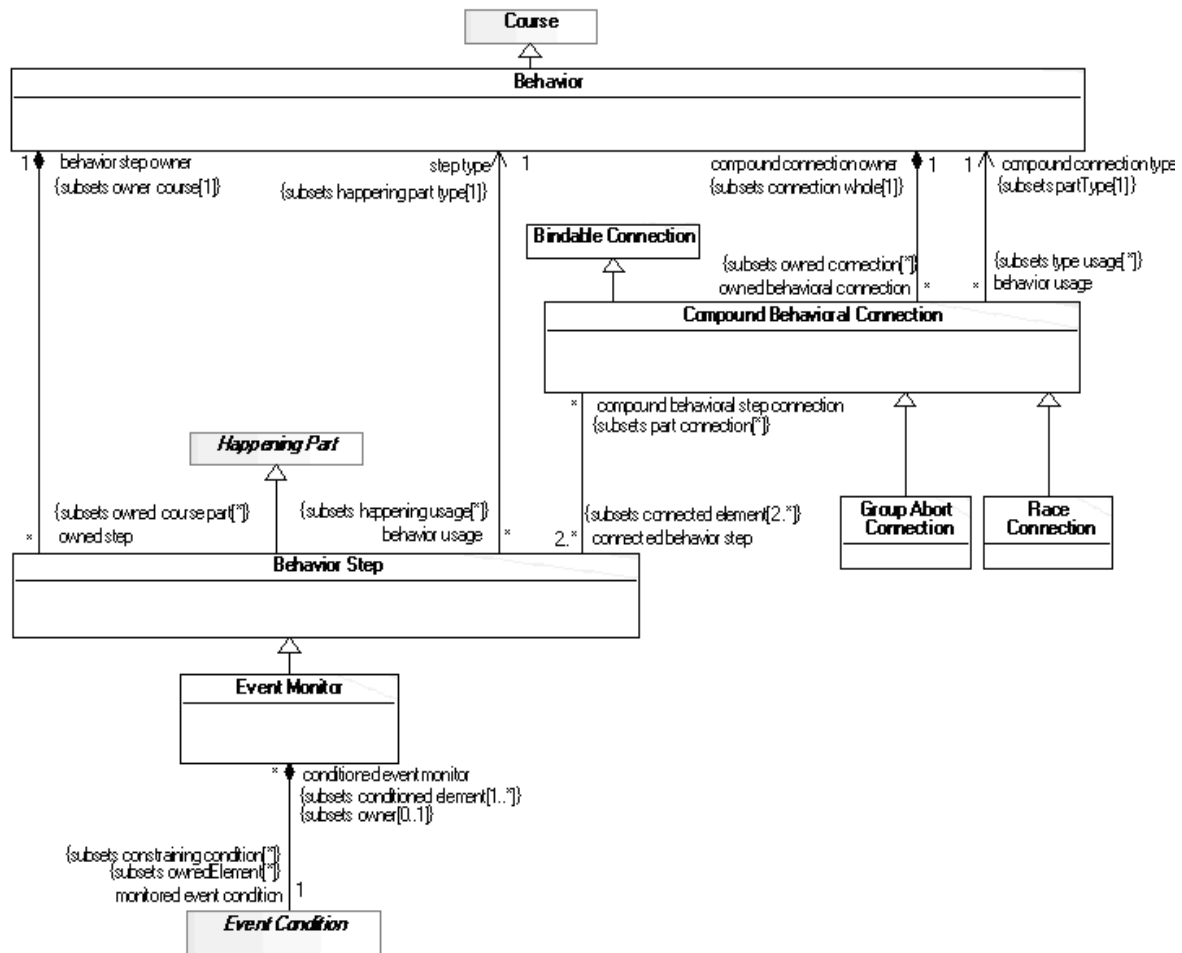 Course
Behavior
1
behavior step owner
{subsets owner course[1]}
step type
1
{subsets happening part type[1]}
compound connection owner
1
{subsets connection whole[1]}
1
compound connection type
{subsets partType[1]}
Bindable Connection
{subsets owned connection[*]}
owned behavioral connection
*
{subsets type usage[*]}
*
behavior usage
Compound Behavioral Connection
*
compound behavioral step connection
{subsets part connection[*]}
Happening Part
{subsets owned course part[*]}
*
owned step
{subsets happening usage[*]}
behavior usage
*
{subsets connected element[2..*]}
2..*
connected behavior step
Group Abort
Connection
Race
Connection
Behavior Step
Event Monitor
*
conditioned event monitor
{subsets conditioned element[1..*]}
{subsets owner[0..1]}
{subsets constraining condition[*]}
{subsets ownedElement[*]}
monitored event condition
1
Event Condition